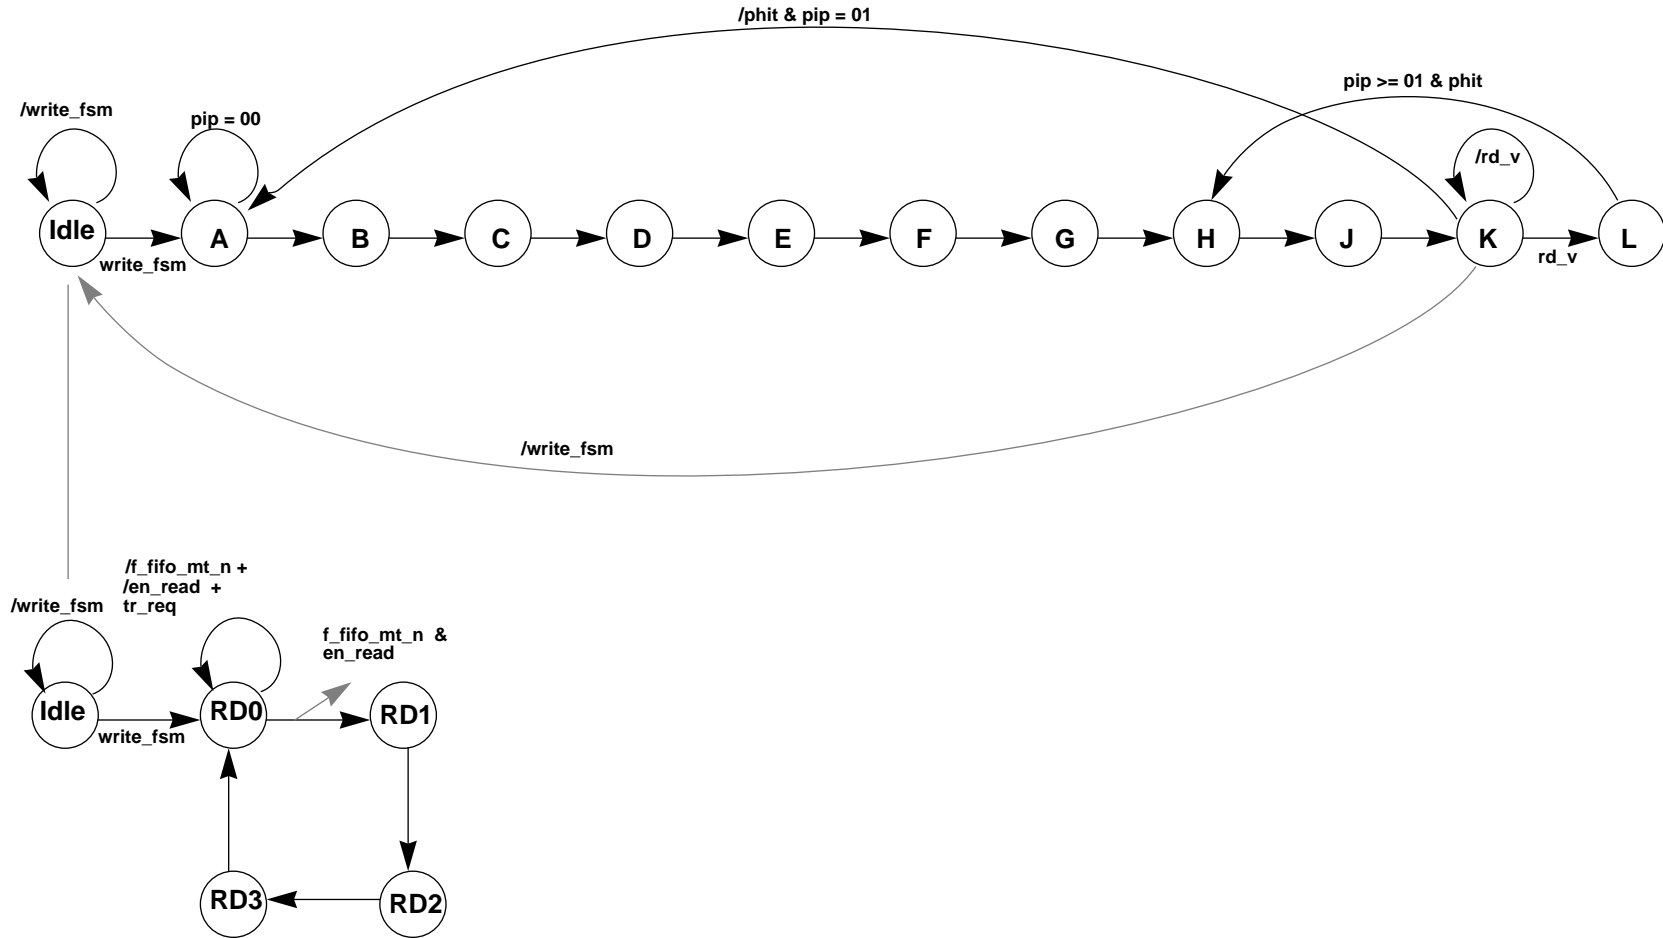 /phit & pip = 01
pip >= 01 & phit
/write_fsm
pip = 00
/rd_v
Idle
A
B
C
D
E
F
G
H
J
K
L
write_fsm
rd_v
/write_fsm
/f_fifo_mt_n +
/en_read +
tr_req
/write_fsm
f_fifo_mt_n &
en_read
Idle
RD0
RD1
write_fsm
RD3
RD2